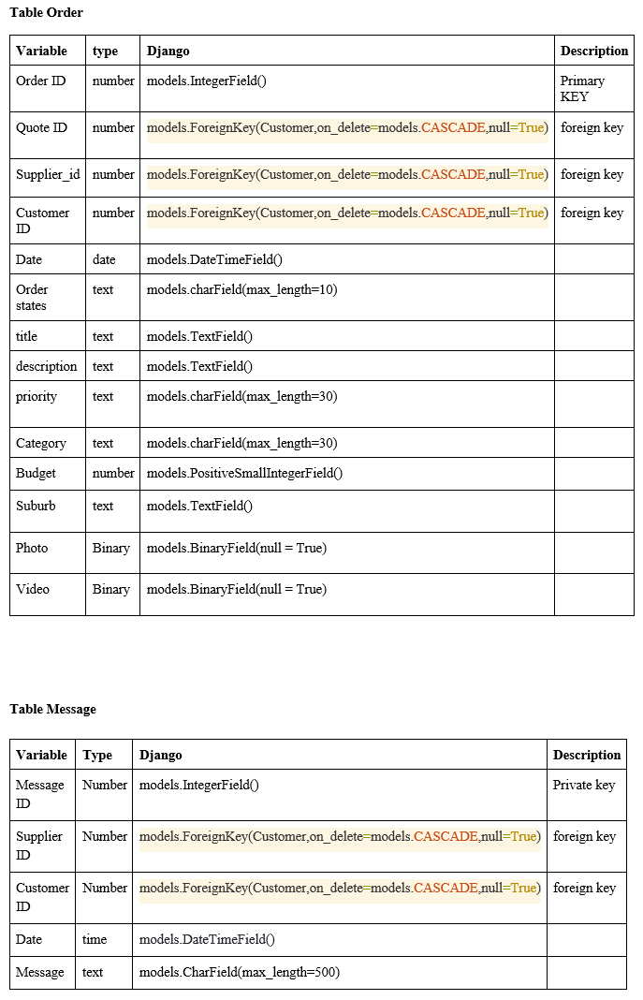 Table Order
Variable type Django Description
Order ID number models.IntegerField() Primary
KEY
Quote ID number models.ForeignKey(Customer,on_delete=models.CASCADE,null=True) foreign key
Supplier_id number models.ForeignKey(Customer,on_delete=models.CASCADE,null=True) foreign key
Customer number models.ForeignKey(Customer,on_delete=models.CASCADE,null=True) foreign key
ID
Date date models.DateTimeField()
Order text models.charField(max_length=10)
states
title text models.TextField()
description text models.TextField()
priority text models.charField(max_length=30)
Category text models.charField(max_length=30)
Budget number models.PositiveSmallIntegerField()
Suburb text models.TextField()
Photo Binary models.BinaryField(null = True)
Video Binary models.BinaryField(null = True)
Table Message
Variable Type Django Description
Message Number models.IntegerField() Private key
ID
Supplier Number models.ForeignKey(Customer,on_delete=models.CASCADE,null=True) foreign key
ID
Customer Number models.ForeignKey(Customer,on_delete=models.CASCADE,null=True) foreign key
ID
Date time models.DateTimeField()
Message text models.CharField(max_length=500)